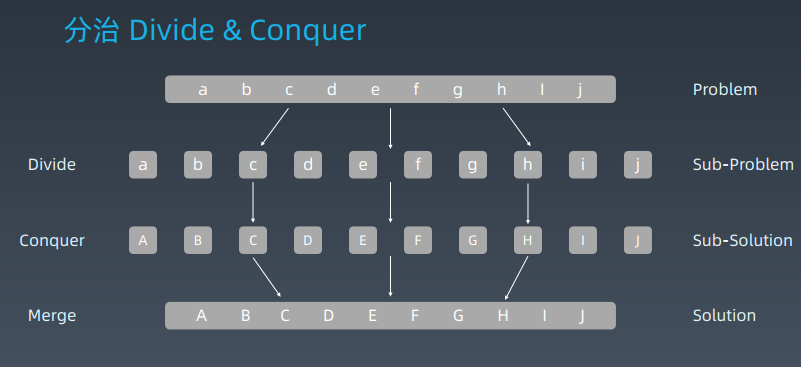 分治 Divide & Conquer
a b c d e f g h I j Problem
Divide a b c d e f g h i j Sub-Problem
Conquer A B C D E F G H I J Sub-Solution
Merge A B C D E F G H I J Solution